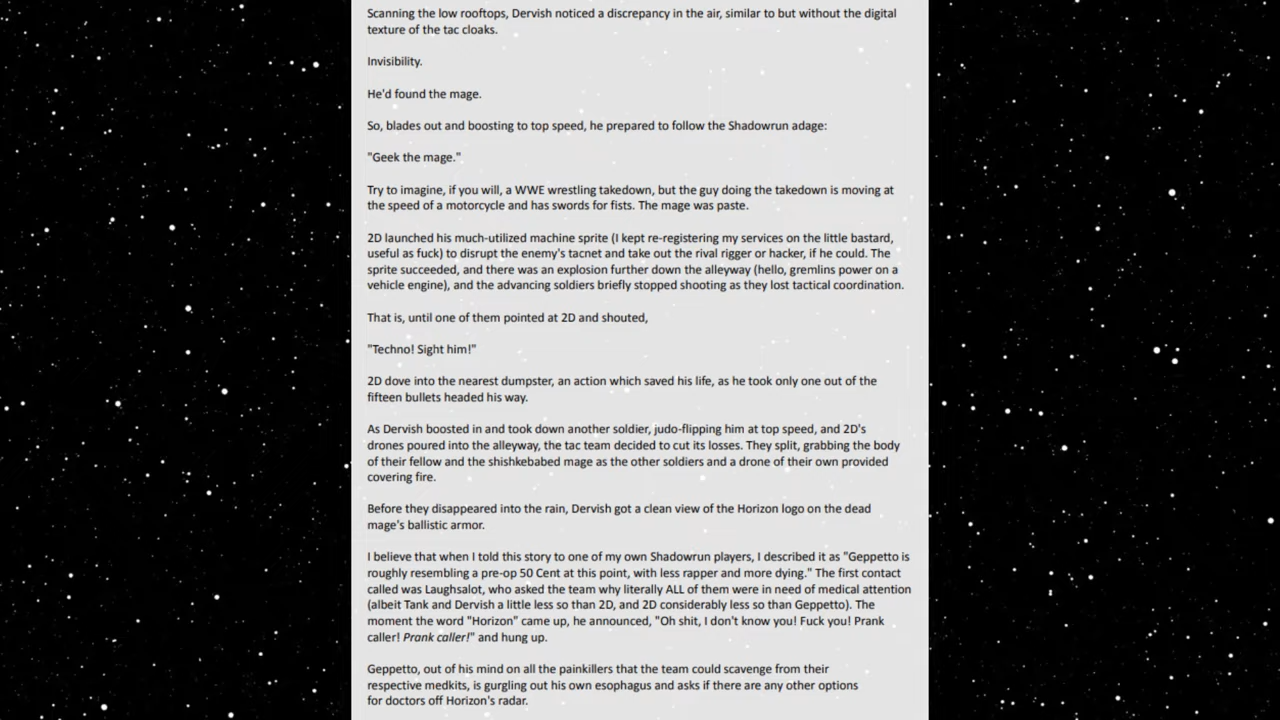 Scanning the low rooftops, Dervish noticed a discrepancy in the air, similar to but without the digital
texture of the tac cloaks.
Invisibility.
He'd found the mage.
So, blades out and boosting to top speed, he prepared to follow the Shadowrun adage:
"Geek the mage."
Try to imagine, if you will, a WWE wrestling takedown, but the guy doing the takedown is moving at
the speed of a motorcycle and has swords for fists. The mage was paste.
2D launched his much-utilized machine sprite (I kept re-registering my services on the little bastard,
useful as fuck) to disrupt the enemy's tacnet and take out the rival rigger or hacker, if he could. The
sprite succeeded, and there was an explosion further down the alleyway (hello, gremlins power on a
vehicle engine), and the advancing soldiers briefly stopped shooting as they lost tactical coordination.
That is, until one of them pointed at 2D and shouted,
"Techno! Sight him!"
2D dove into the nearest dumpster, an action which saved his life, as he took only one out of the
fifteen bullets headed his way.
As Dervish boosted in and took down another soldier, judo-flipping him at top speed, and 2D's
drones poured into the alleyway, the tac team decided to cut its losses. They split, grabbing the body
of their fellow and the shishkebabed mage as the other soldiers and a drone of their own provided
covering fire.
Before they disappeared into the rain, Dervish got a clean view of the Horizon logo on the dead
mage's ballistic armor.
I believe that when I told this story to one of my own Shadowrun players, I described it as "Geppetto is
roughly resembling a pre-op 50 Cent at this point, with less rapper and more dying." The first contact
called was Laughsalot, who asked the team why literally ALL of them were in need of medical attention
(albeit Tank and Dervish a little less so than 2D, and 2D considerably less so than Geppetto). The
moment the word "Horizon" came up, he announced, "Oh shit, I don't know you! Fuck you! Prank
caller! Prank caller!" and hung up.
Geppetto, out of his mind on all the painkillers that the team could scavenge from their
respective medkits, is gurgling out his own esophagus and asks if there are any other options
for doctors off Horizon's radar.